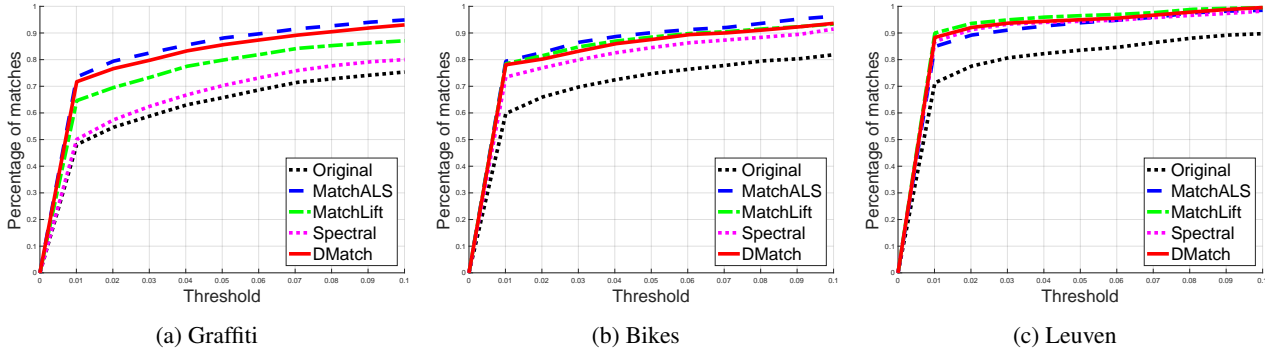 Percentage of matches
1
0.9
0.8
0.7
0.6
0.5
0.4
0.3
0.2
0.1
0
0 0.01 0.02 0.03 0.04 0.05 0.06 0.07 0.08 0.09 0.1
Threshold
Original
MatchALS
MatchLift
Spectral
DMatch
(a) Graffiti
Percentage of matches
1
0.9
0.8
0.7
0.6
0.5
0.4
0.3
0.2
0.1
0
0 0.01 0.02 0.03 0.04 0.05 0.06 0.07 0.08 0.09 0.1
Threshold
Original
MatchALS
MatchLift
Spectral
DMatch
(b) Bikes
Percentage of matches
1
0.9
0.8
0.7
0.6
0.5
0.4
0.3
0.2
0.1
0
0 0.01 0.02 0.03 0.04 0.05 0.06 0.07 0.08 0.09 0.1
Threshold
Original
MatchALS
MatchLift
Spectral
DMatch
(c) Leuven